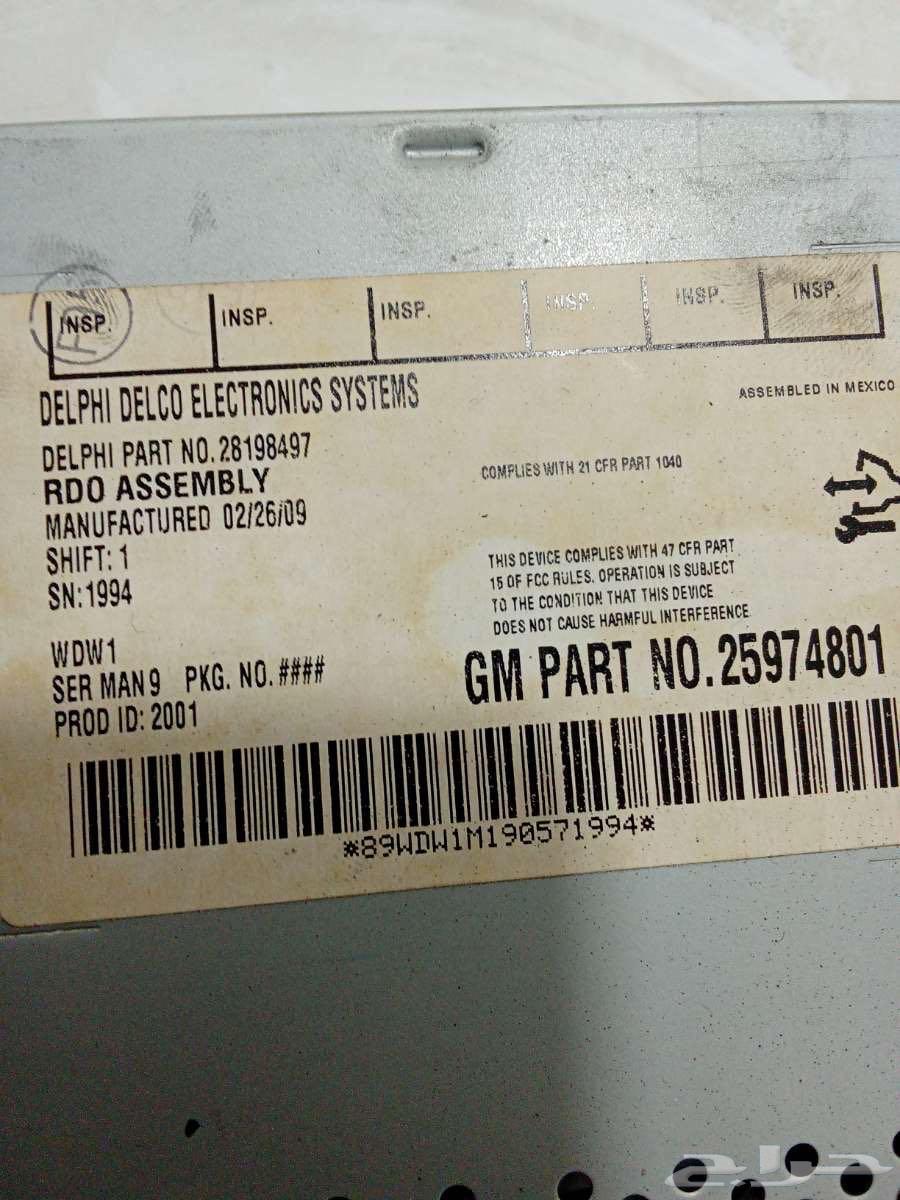 INSP. INSP. INSP. INSP. INSP. INSP.
DELPHI DELCO ELECTRONICS SYSTEMS
ASSEMBLED IN MEXICO
DELPHI PART NO. 28198497
RDO ASSEMBLY
MANUFACTURED 02/26/09
SHIFT: 1
SN:1994
COMPLIES WITH 21 CFR PART 1040
THIS DEVICE COMPLIES WITH 47 CFR PART
15 OF FCC RULES. OPERATION IS SUBJECT
TO THE CONDITION THAT THIS DEVICE
DOES NOT CAUSE HARMFUL INTERFERENCE
WDW1
SER MAN 9 PKG. NO. ####
PROD ID: 2001
GM PART NO. 25974801
*89WDW1M190571994*
حراج